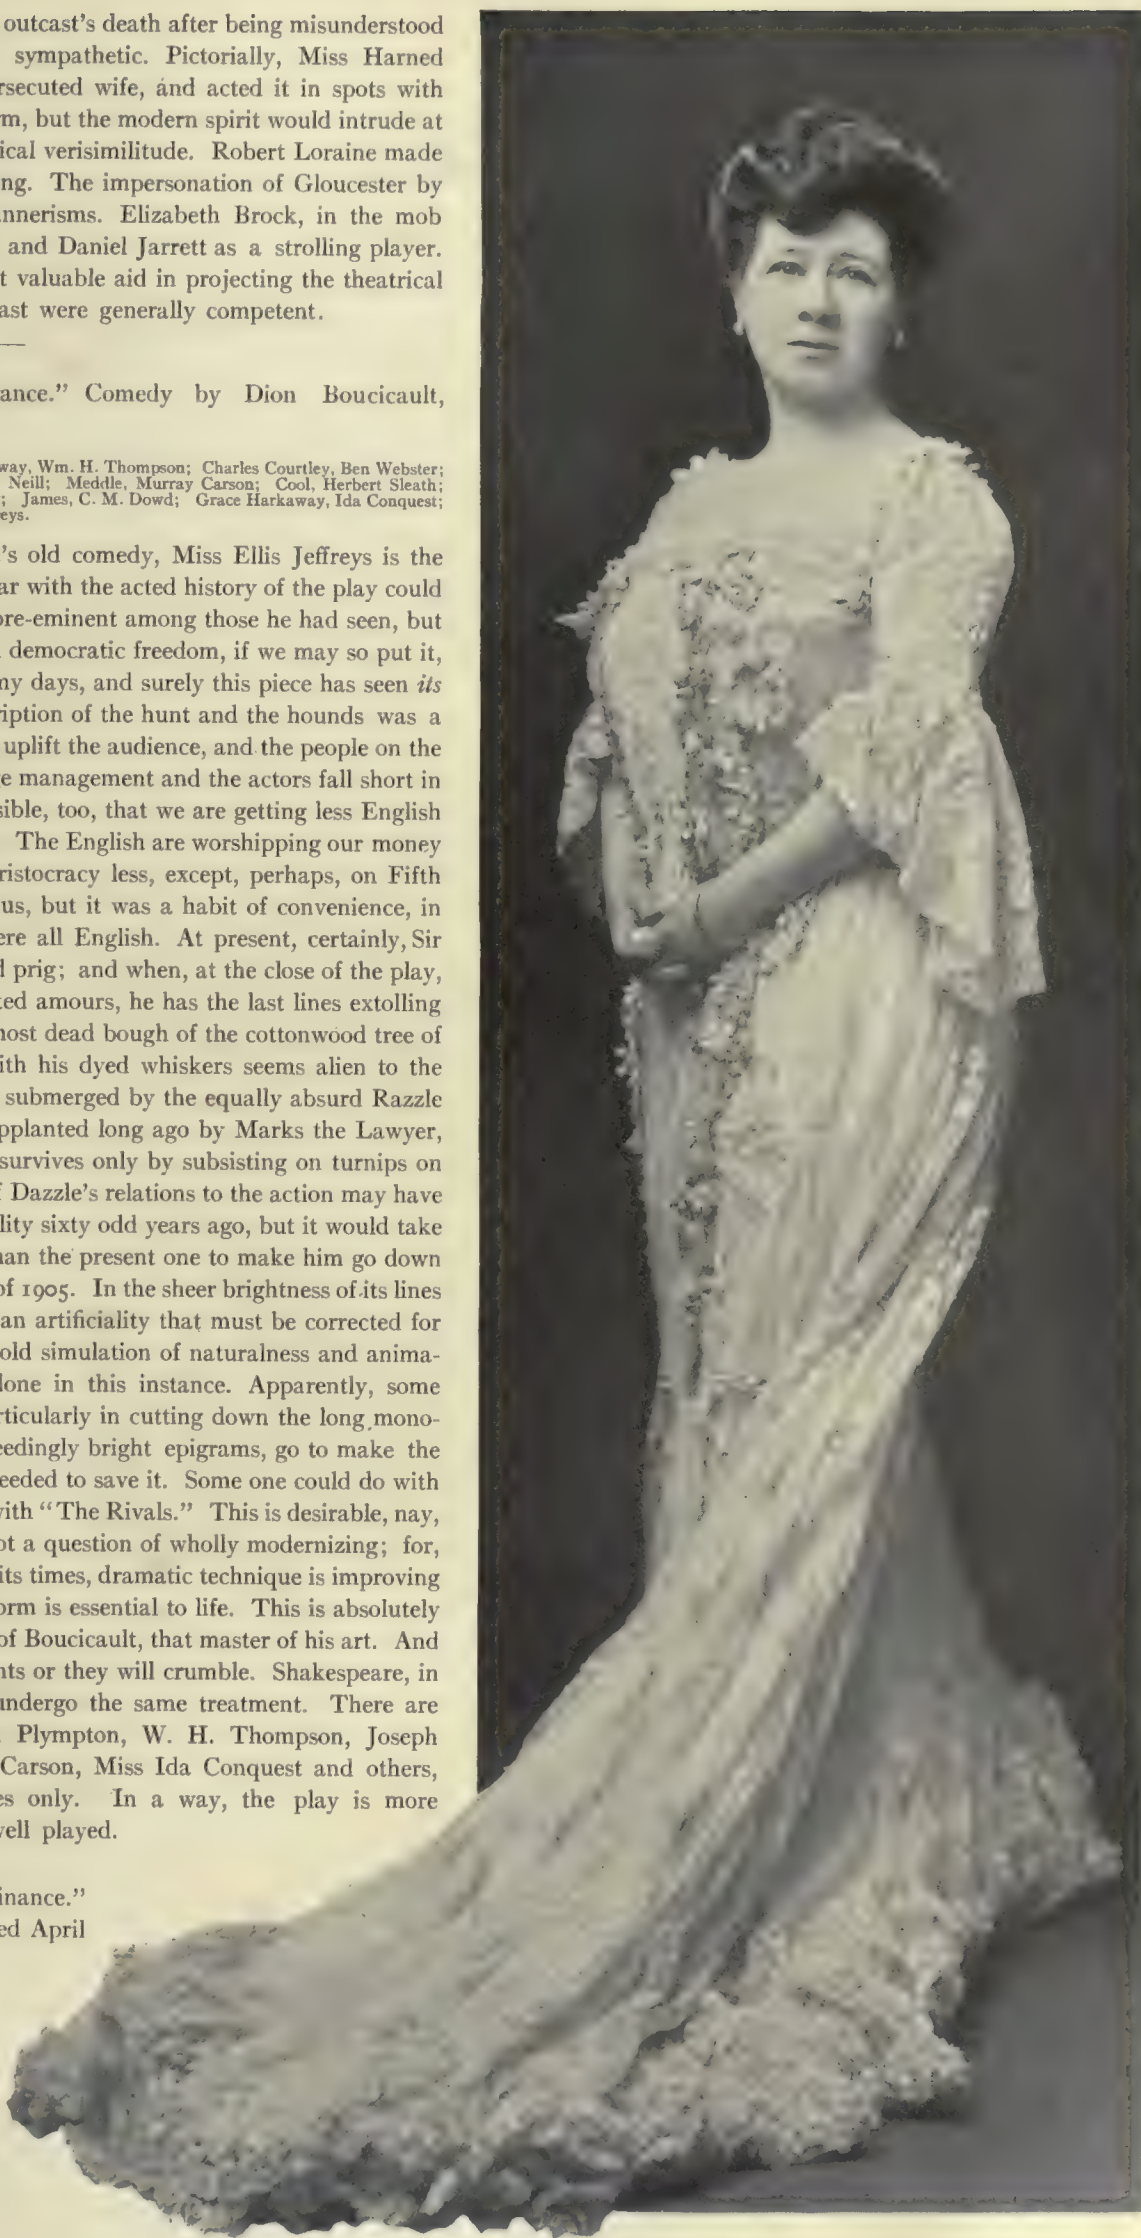 outcast's death after being misunderstood
sympathetic. Pictorially, Miss Harned
rsecuted wife, and acted it in spots with
m, but the modern spirit would intrude at
ical verisimilitude. Robert Loraine made
ng. The impersonation of Gloucester by
nnerisms. Elizabeth Brock, in the mob
and Daniel Jarrett as a strolling player.
t valuable aid in projecting the theatrical
ast were generally competent.
ance." Comedy by Dion Boucicault,
way, Wm. H. Thompson; Charles Courtley, Ben Webster;
Neill; Meddle, Murray Carson; Cool, Herbert Sleath;
; James, C. M. Dowd; Grace Harkaway, Ida Conquest;
eys.
's old comedy, Miss Ellis Jeffreys is the
ar with the acted history of the play could
ore-eminent among those he had seen, but
democratic freedom, if we may so put it,
ny days, and surely this piece has seen its
ription of the hunt and the hounds was a
uplift the audience, and the people on the
e management and the actors fall short in
sible, too, that we are getting less English
The English are worshipping our money
ristocracy less, except, perhaps, on Fifth
us, but it was a habit of convenience, in
ere all English. At present, certainly, Sir
d prig; and when, at the close of the play,
ted amours, he has the last lines extolling
nost dead bough of the cottonwood tree of
ith his dyed whiskers seems alien to the
submerged by the equally absurd Razzle
pplanted long ago by Marks the Lawyer,
survives only by subsisting on turnips on
f Dazzle's relations to the action may have
lity sixty odd years ago, but it would take
han the present one to make him go down
of 1905. In the sheer brightness of its lines
an artificiality that must be corrected for
old simulation of naturalness and anima-
lone in this instance. Apparently, some
rticularly in cutting down the long mono-
eedingly bright epigrams, go to make the
eeded to save it. Some one could do with
vith "The Rivals." This is desirable, nay,
ot a question of wholly modernizing; for,
its times, dramatic technique is improving
orm is essential to life. This is absolutely
of Boucicault, that master of his art. And
nts or they will crumble. Shakespeare, in
undergo the same treatment. There are
Plympton, W. H. Thompson, Joseph
Carson, Miss Ida Conquest and others,
es only. In a way, the play is more
vell played.
inance."
ed April